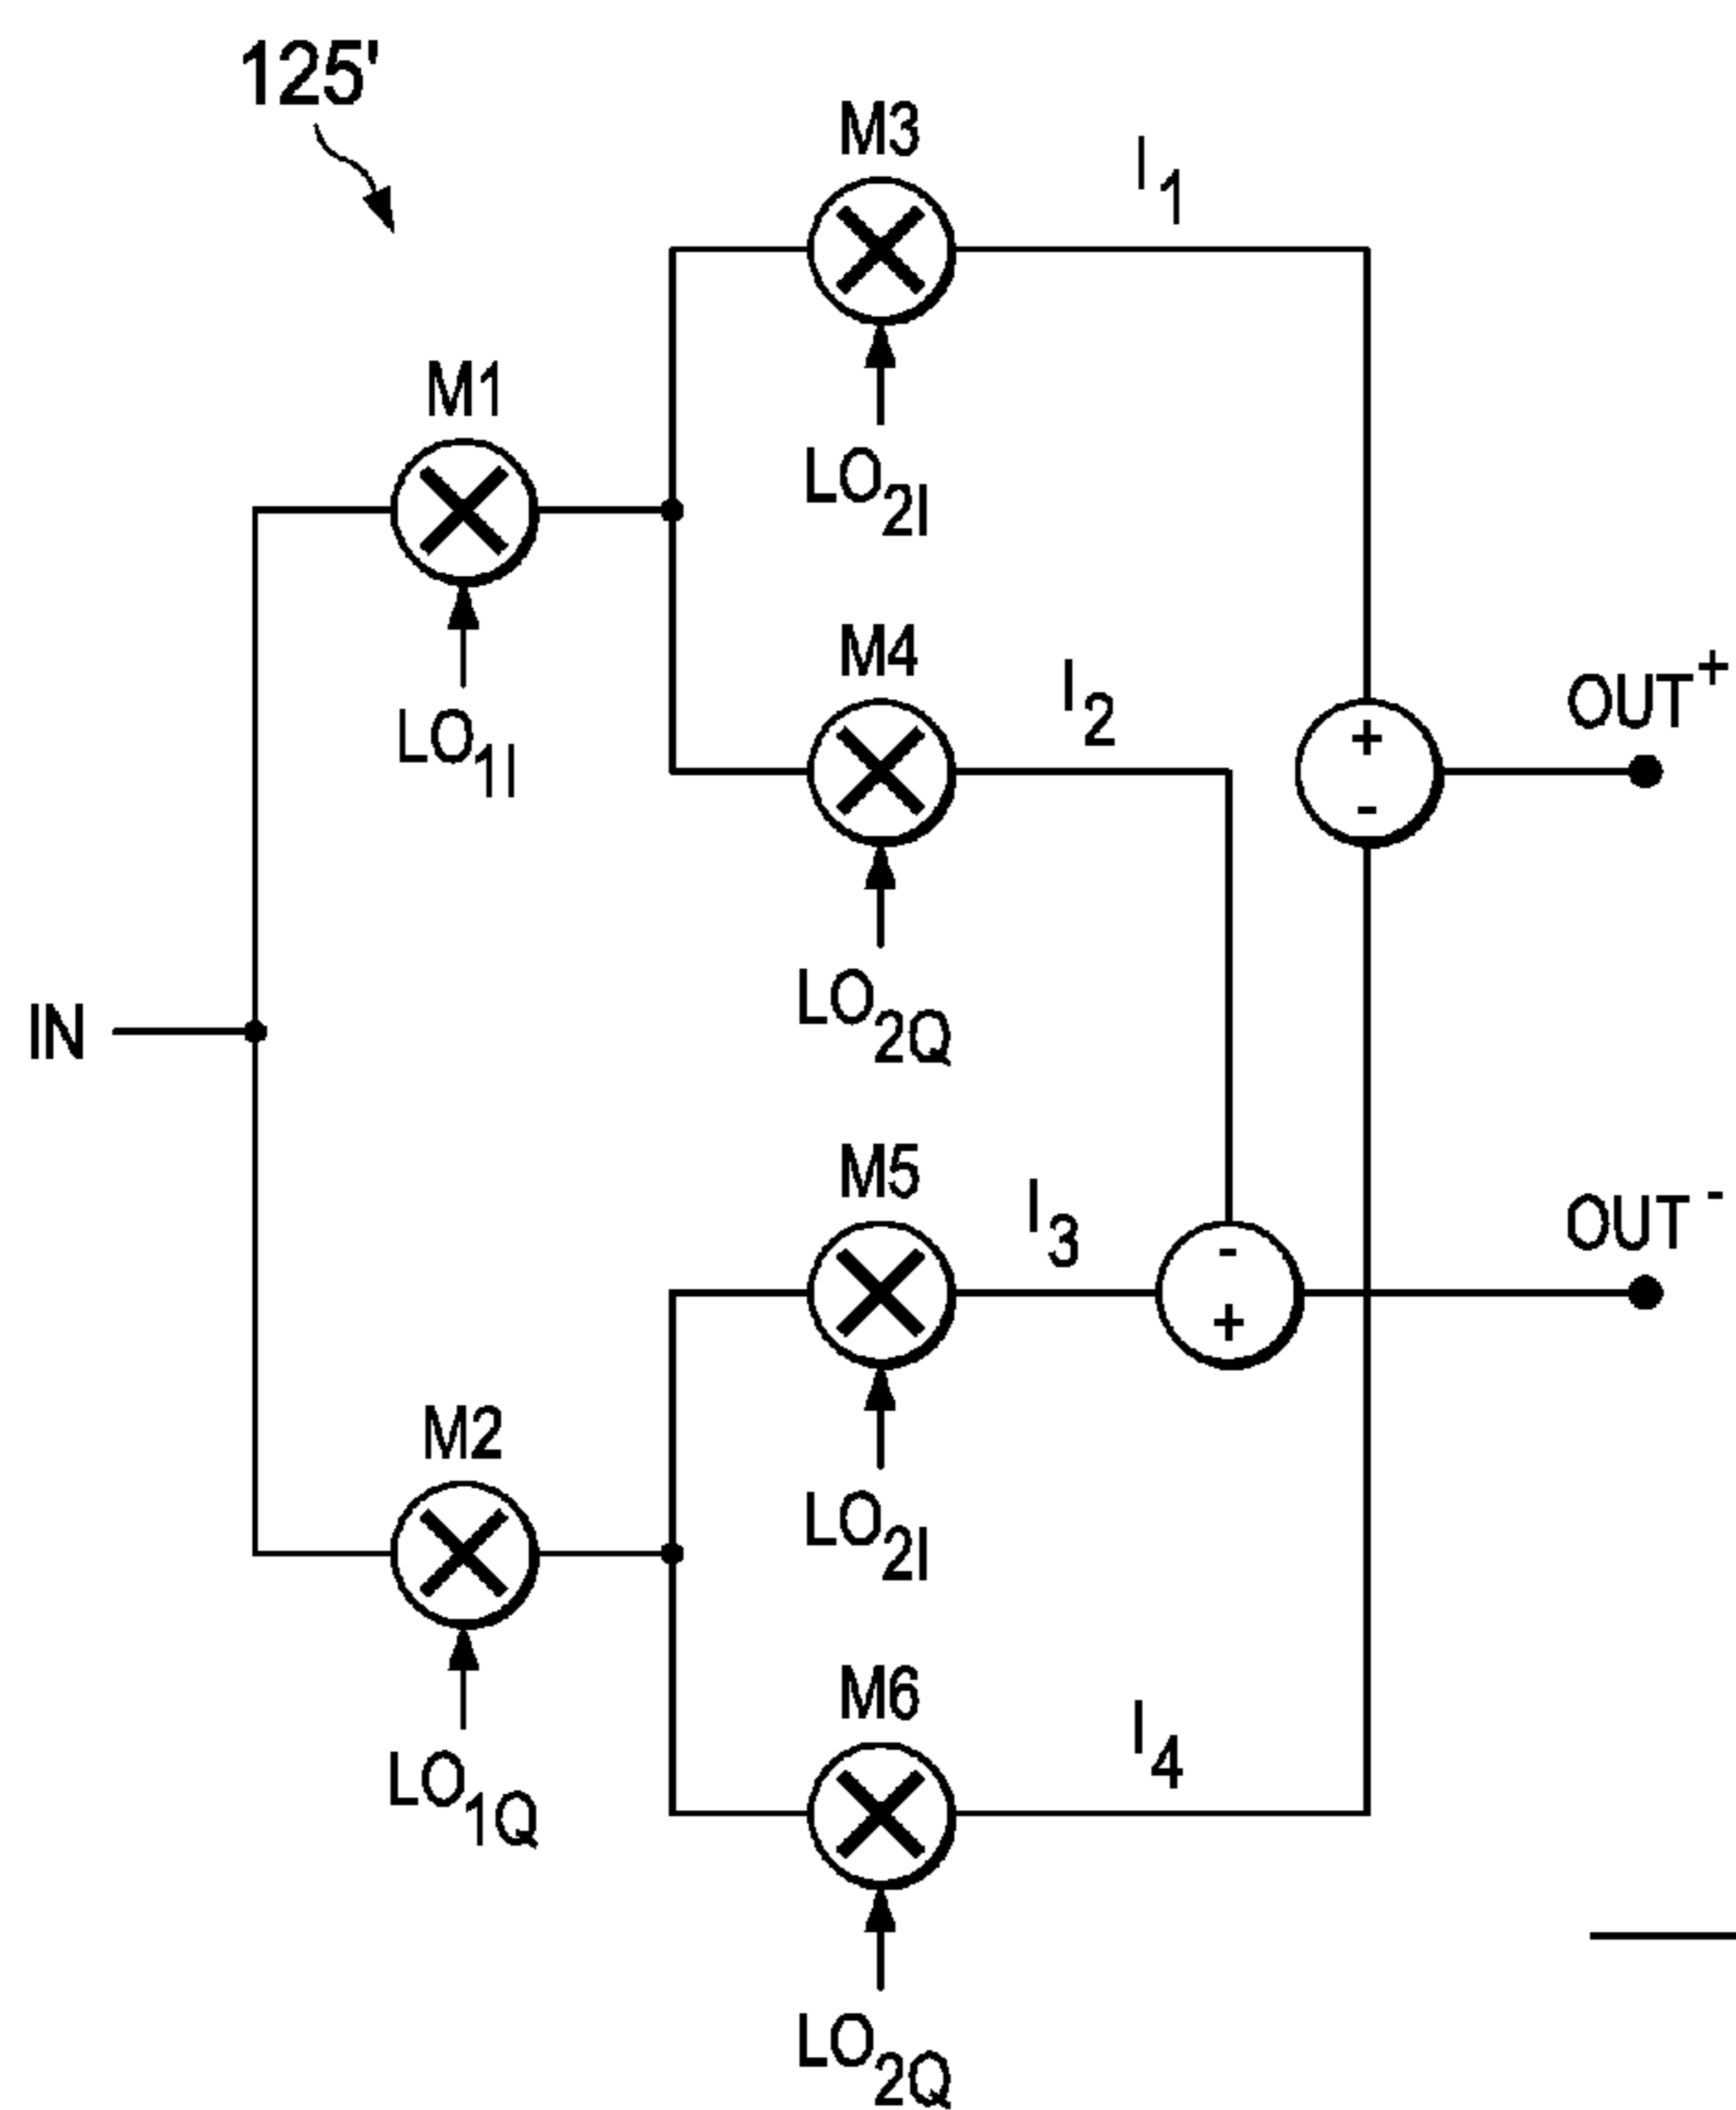 125'
M3
I1
LO2I
M1
LO1I
M4
I2
LO2Q
+
-
OUT+
IN
M5
I3
LO2I
-
+
OUT-
M2
LO1Q
M6
I4
LO2Q